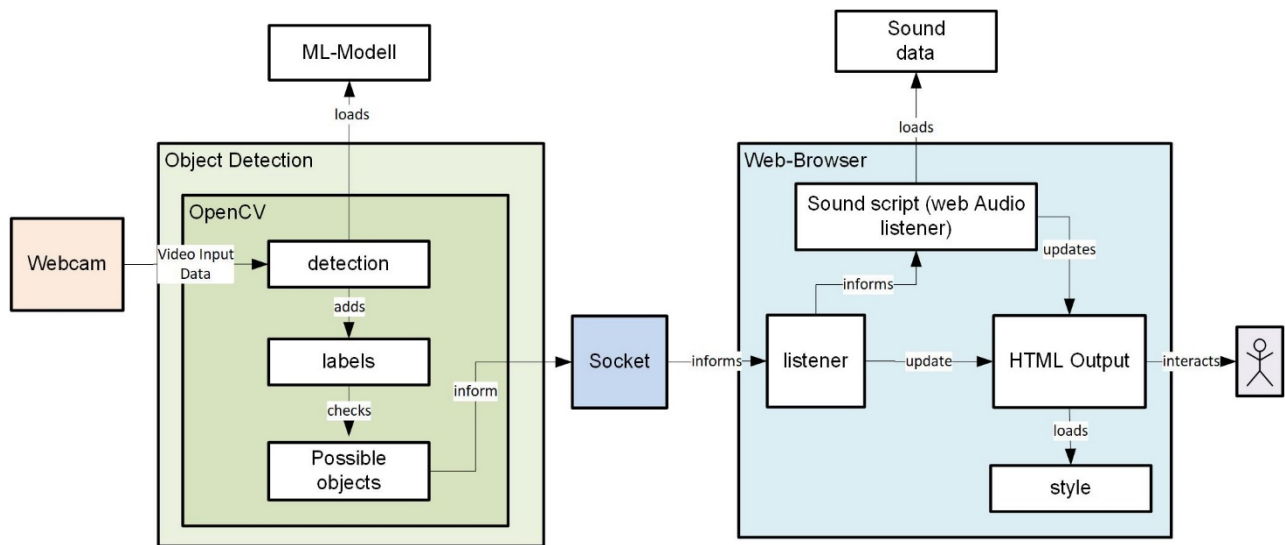 ML-Modell
Sound
data
loads
loads
Object Detection
Web-Browser
OpenCV
Sound script (web Audio
listener)
Webcam
Video Input
Data
detection
updates
informs
adds
labels
Socket
informs
listener
update
HTML Output
interacts
inform
checks
loads
Possible
objects
style